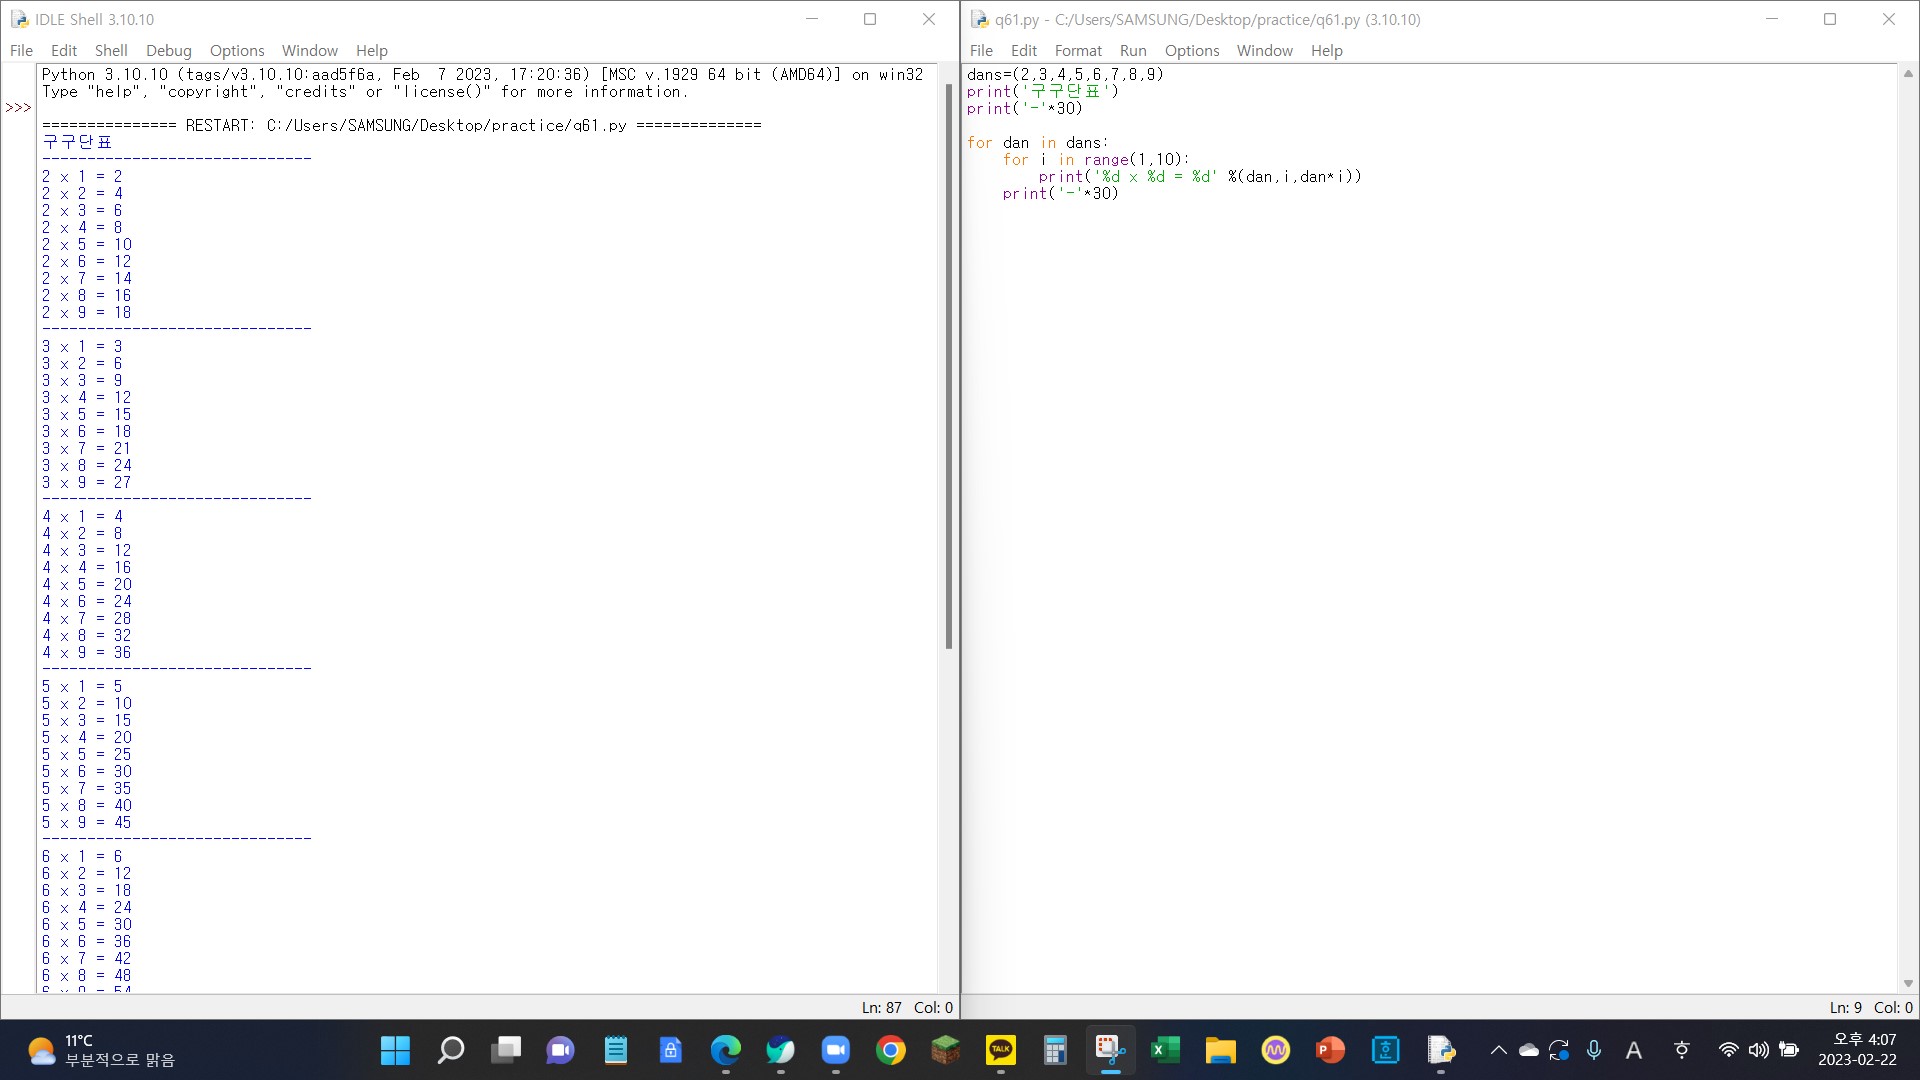 IDLE Shell 3.10.10
File Edit Shell Debug Options Window Help
Python 3.10.10 (tags/v3.10.10:aad5f6a, Feb  7 2023, 17:20:36) [MSC v.1929 64 bit (AMD64)] on win32
Type "help", "copyright", "credits" or "license()" for more information.
>>>
=============== RESTART: C:/Users/SAMSUNG/Desktop/practice/q61.py ==============
구구단표
------------------------------
2 x 1 = 2
2 x 2 = 4
2 x 3 = 6
2 x 4 = 8
2 x 5 = 10
2 x 6 = 12
2 x 7 = 14
2 x 8 = 16
2 x 9 = 18
------------------------------
3 x 1 = 3
3 x 2 = 6
3 x 3 = 9
3 x 4 = 12
3 x 5 = 15
3 x 6 = 18
3 x 7 = 21
3 x 8 = 24
3 x 9 = 27
------------------------------
4 x 1 = 4
4 x 2 = 8
4 x 3 = 12
4 x 4 = 16
4 x 5 = 20
4 x 6 = 24
4 x 7 = 28
4 x 8 = 32
4 x 9 = 36
------------------------------
5 x 1 = 5
5 x 2 = 10
5 x 3 = 15
5 x 4 = 20
5 x 5 = 25
5 x 6 = 30
5 x 7 = 35
5 x 8 = 40
5 x 9 = 45
------------------------------
6 x 1 = 6
6 x 2 = 12
6 x 3 = 18
6 x 4 = 24
6 x 5 = 30
6 x 6 = 36
6 x 7 = 42
6 x 8 = 48
6 x 9 = 54
Ln: 87 Col: 0
q61.py - C:/Users/SAMSUNG/Desktop/practice/q61.py (3.10.10)
File Edit Format Run Options Window Help
dans=(2,3,4,5,6,7,8,9)
print('구구단표')
print('-'*30)
for dan in dans:
    for i in range(1,10):
        print('%d x %d = %d' %(dan,i,dan*i))
    print('-'*30)
Ln: 9 Col: 0
11°C
부분적으로 맑음
TALK
A
오후 4:07
2023-02-22